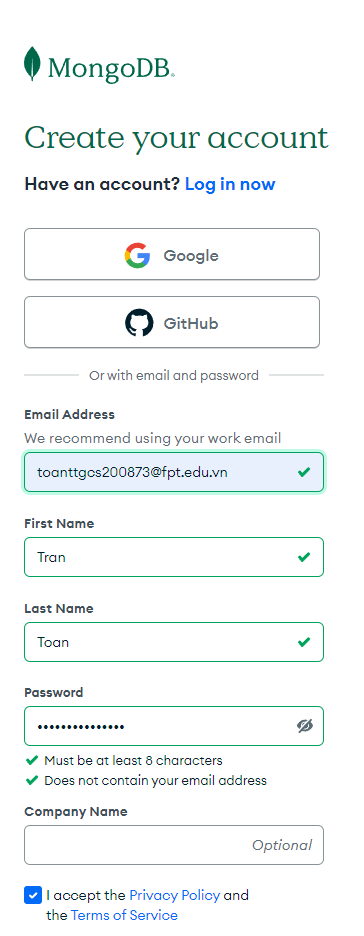 MongoDB.
Create your account
Have an account? Log in now
Google
GitHub
Or with email and password
Email Address
We recommend using your work email
toanttgcs200873@fpt.edu.vn
First Name
Tran
Last Name
Toan
Password
•••••••••••••••
Must be at least 8 characters
Does not contain your email address
Company Name
Optional
I accept the Privacy Policy and
the Terms of Service